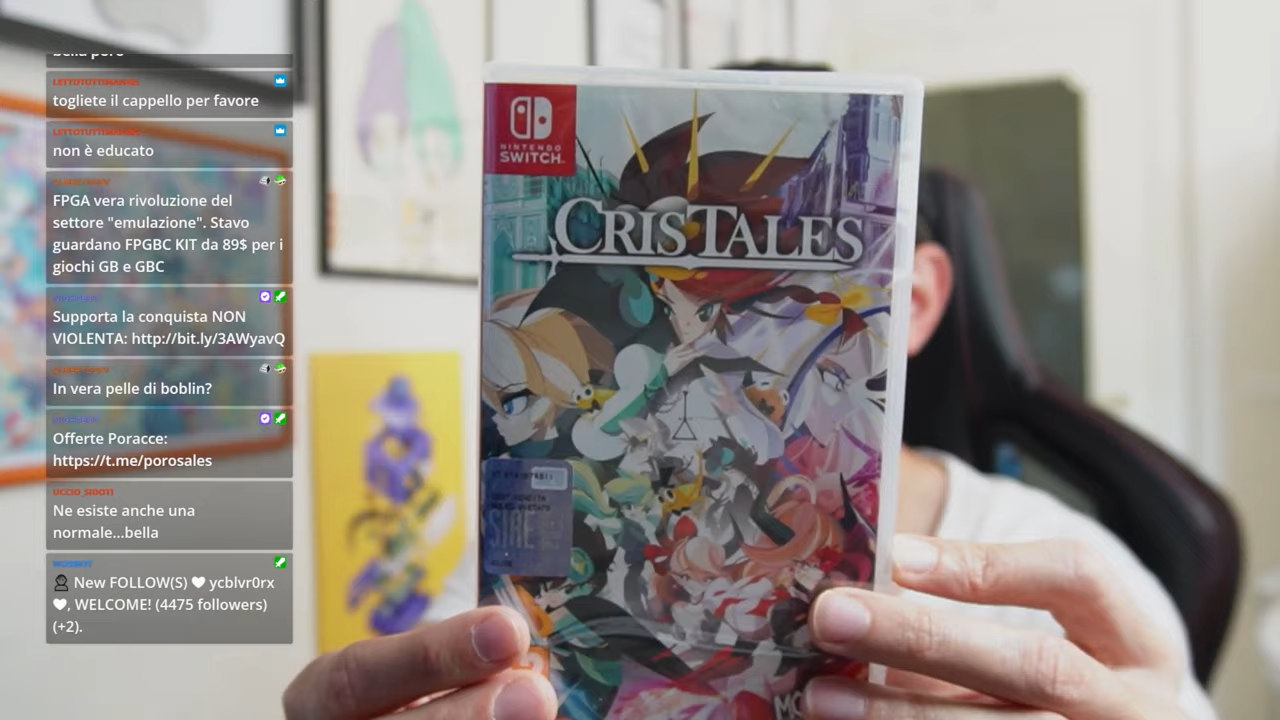 togliete il cappello per favore
non è educato
FPGA vera rivoluzione del
settore "emulazione". Stavo
guardano FPGBC KIT da 89$ per i
giochi GB e GBC
Supporta la conquista NON
VIOLENTA: http://bit.ly/3AWyavQ
In vera pelle di boblin?
Offerte Poracce:
https://t.me/porosales
UCCIO_SIDOTI
Ne esiste anche una
normale...bella
New FOLLOW(S) ycblvr0rx
, WELCOME! (4475 followers)
(+2).
NINTENDO
SWITCH
CRISTALES